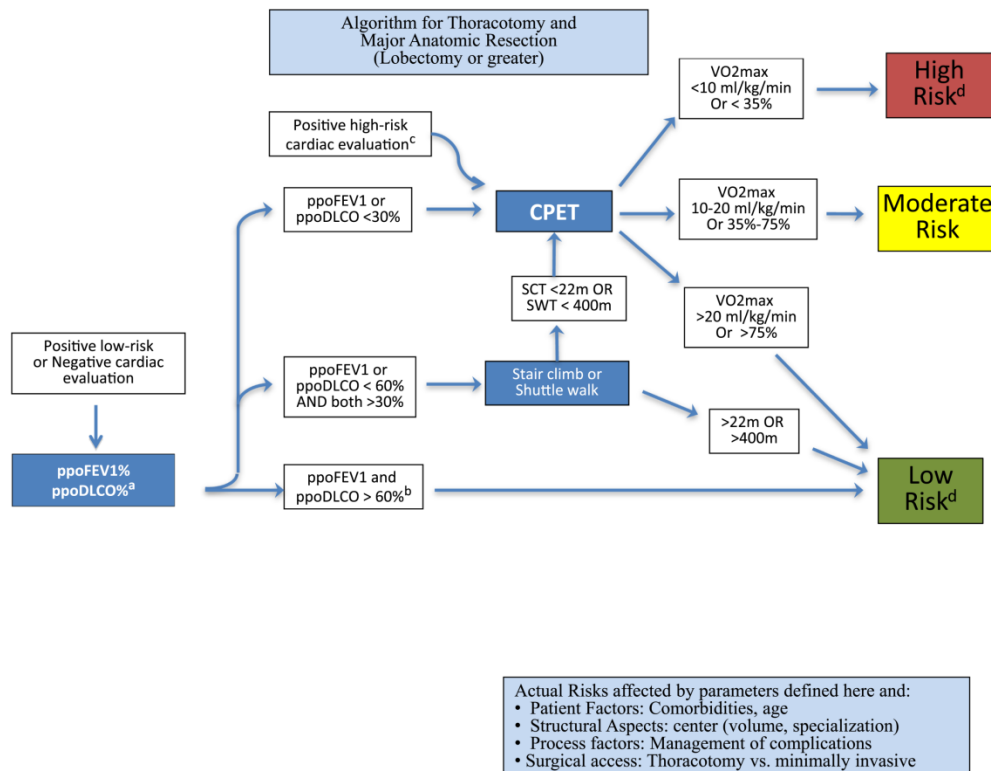 Algorithm for Thoracotomy and
Major Anatomic Resection
(Lobectomy or greater)
VO2max
<10 ml/kg/min
Or < 35%
High
Riskd
Positive high-risk
cardiac evaluationc
ppoFEV1 or
ppoDLCO <30%
CPET
VO2max
10-20 ml/kg/min
Or 35%-75%
Moderate
Risk
SCT <22m OR
SWT < 400m
VO2max
>20 ml/kg/min
Or >75%
Positive low-risk
or Negative cardiac
evaluation
ppoFEV1 or
ppoDLCO < 60%
AND both >30%
Stair climb or
Shuttle walk
>22m OR
>400m
ppoFEV1%
ppoDLCO%a
ppoFEV1 and
ppoDLCO > 60%b
Low
Riskd
Actual Risks affected by parameters defined here and:
• Patient Factors: Comorbidities, age
• Structural Aspects: center (volume, specialization)
• Process factors: Management of complications
• Surgical access: Thoracotomy vs. minimally invasive